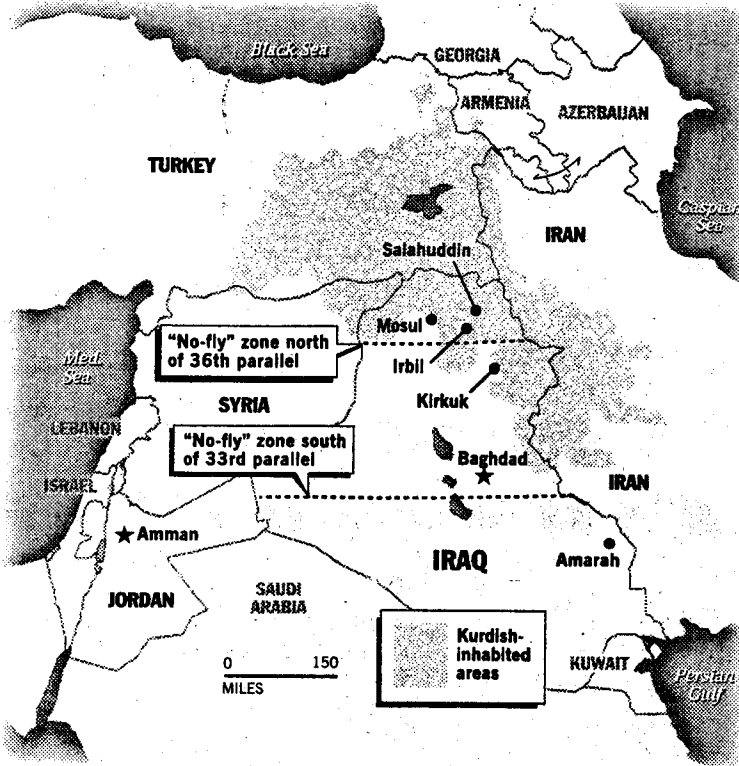 Black Sea
GEORGIA
ARMENIA
AZERBAIJAN
TURKEY
Caspian
Sea
IRAN
Salahuddin
Mosul
"No-fly" zone north
of 36th parallel
Irbil
Med.
Sea
Kirkuk
SYRIA
LEBANON
"No-fly" zone south
of 33rd parallel
Baghdad
ISRAEL
IRAN
Amman
IRAQ
Amarah
JORDAN
SAUDI
ARABIA
Kurdish-
inhabited
areas
KUWAIT
0 150
MILES
Persian
Gulf